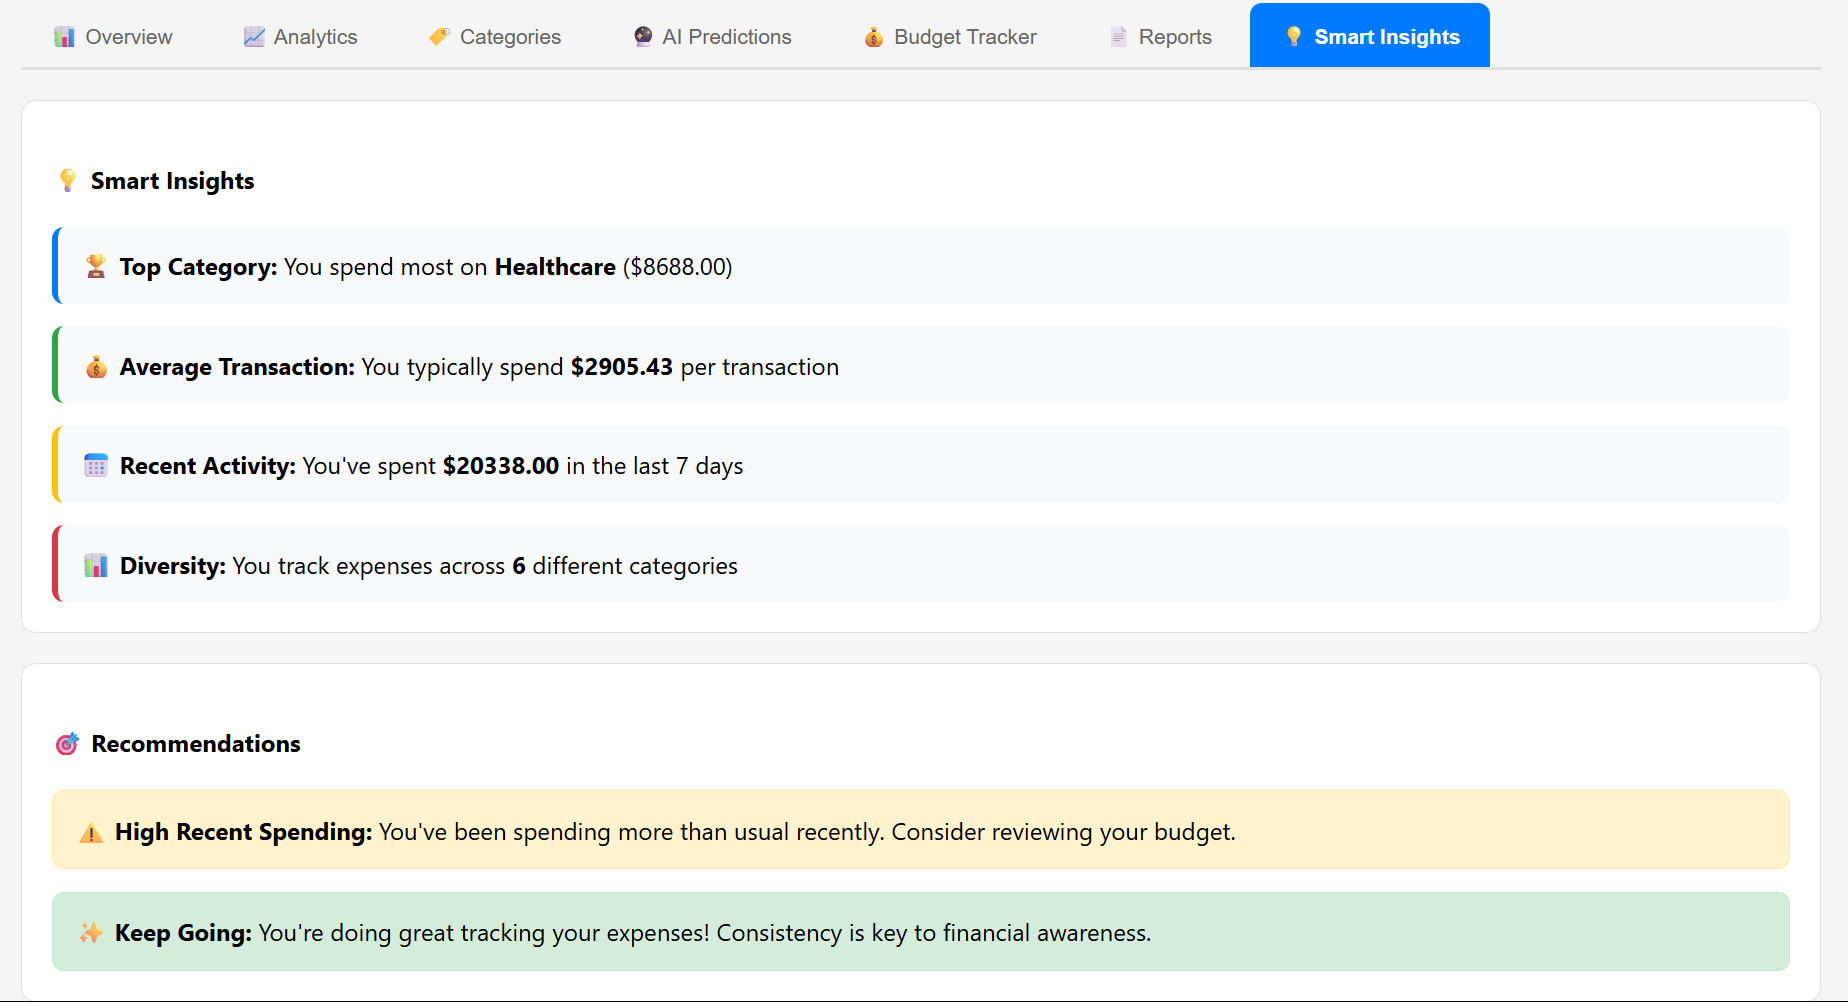 Overview Analytics Categories AI Predictions Budget Tracker Reports Smart Insights
Smart Insights
Top Category: You spend most on Healthcare ($8688.00)
Average Transaction: You typically spend $2905.43 per transaction
Recent Activity: You've spent $20338.00 in the last 7 days
Diversity: You track expenses across 6 different categories
Recommendations
High Recent Spending: You've been spending more than usual recently. Consider reviewing your budget.
Keep Going: You're doing great tracking your expenses! Consistency is key to financial awareness.